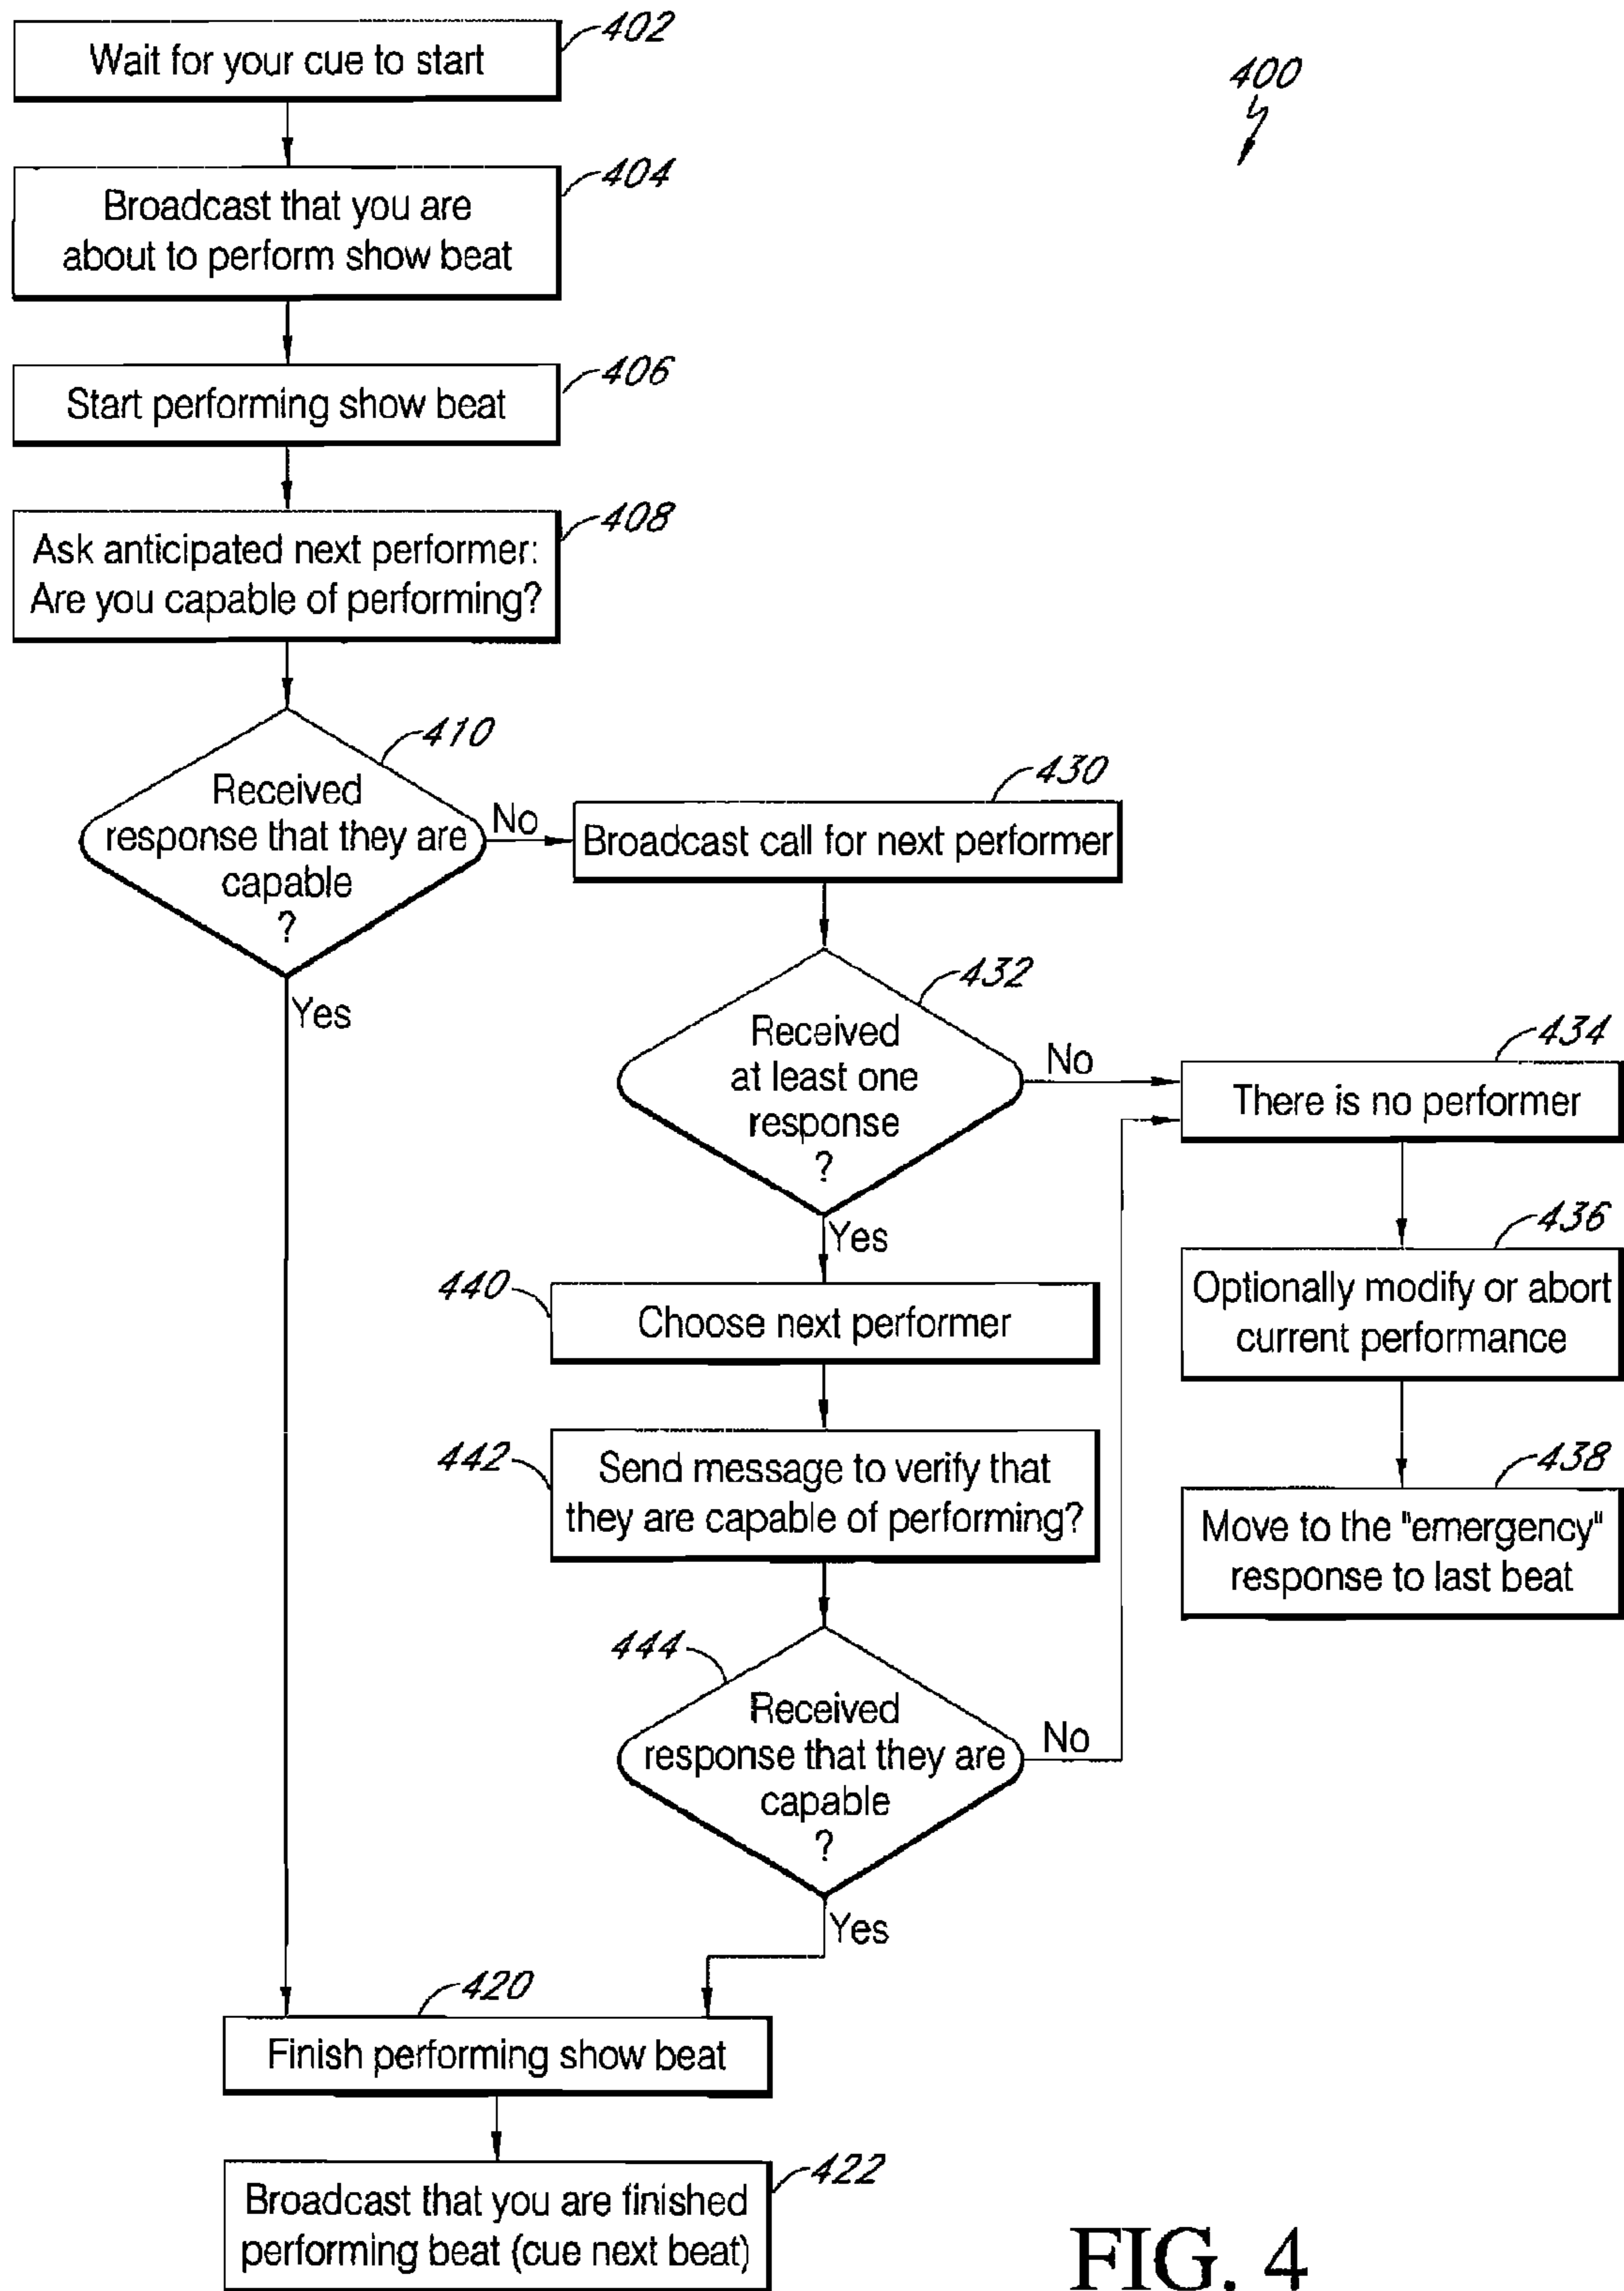 402
Wait for your cue to start
400
404
Broadcast that you are
about to perform show beat
406
Start performing show beat
408
Ask anticipated next performer:
Are you capable of performing?
410
Received
response that they are
capable
?
No
Yes
430
Broadcast call for next performer
432
Received
at least one
response
?
No
Yes
434
There is no performer
436
Optionally modify or abort
current performance
438
Move to the "emergency"
response to last beat
440
Choose next performer
442
Send message to verify that
they are capable of performing?
444
Received
response that they are
capable
?
No
Yes
420
Finish performing show beat
422
Broadcast that you are finished
performing beat (cue next beat)
FIG. 4